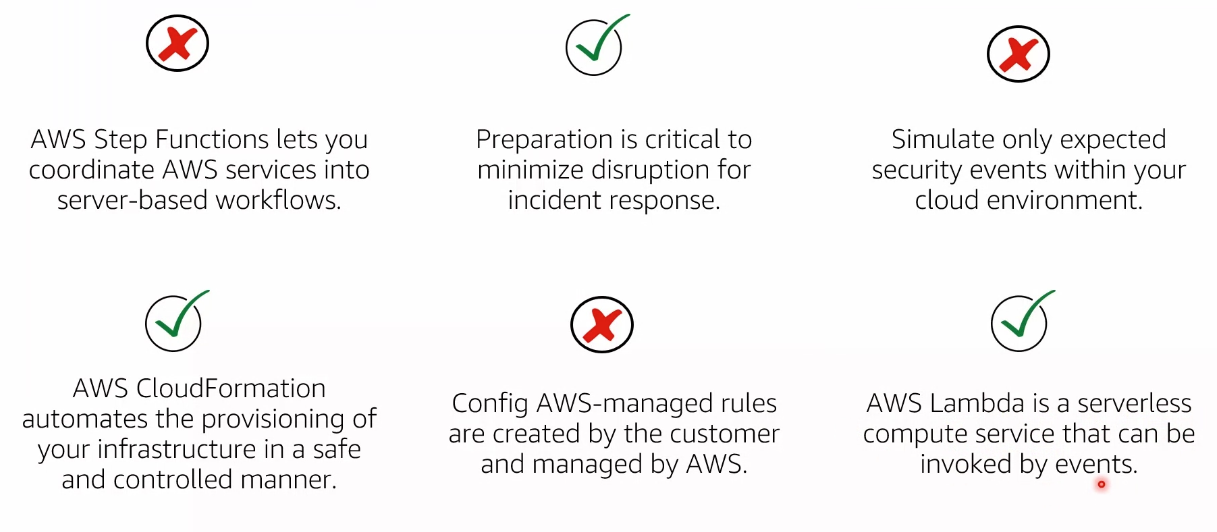 AWS Step Functions lets you
coordinate AWS services into
server-based workflows.
Preparation is critical to
minimize disruption for
incident response.
Simulate only expected
security events within your
cloud environment.
AWS CloudFormation
automates the provisioning of
your infrastructure in a safe
and controlled manner.
Config AWS-managed rules
are created by the customer
and managed by AWS.
AWS Lambda is a serverless
compute service that can be
invoked by events.